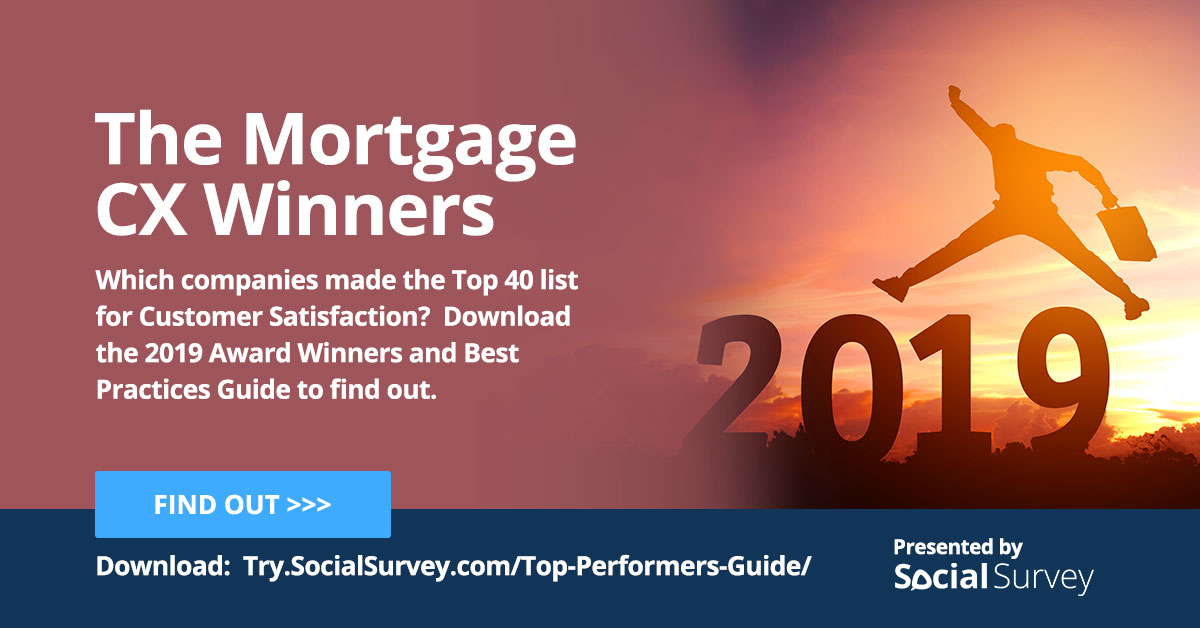 The Mortgage
CX Winners
Which companies made the Top 40 list
for Customer Satisfaction?  Download
the 2019 Award Winners and Best
Practices Guide to find out.
2019
FIND OUT >>>
Download:  Try.SocialSurvey.com/Top-Performers-Guide/
Presented by
SocialSurvey